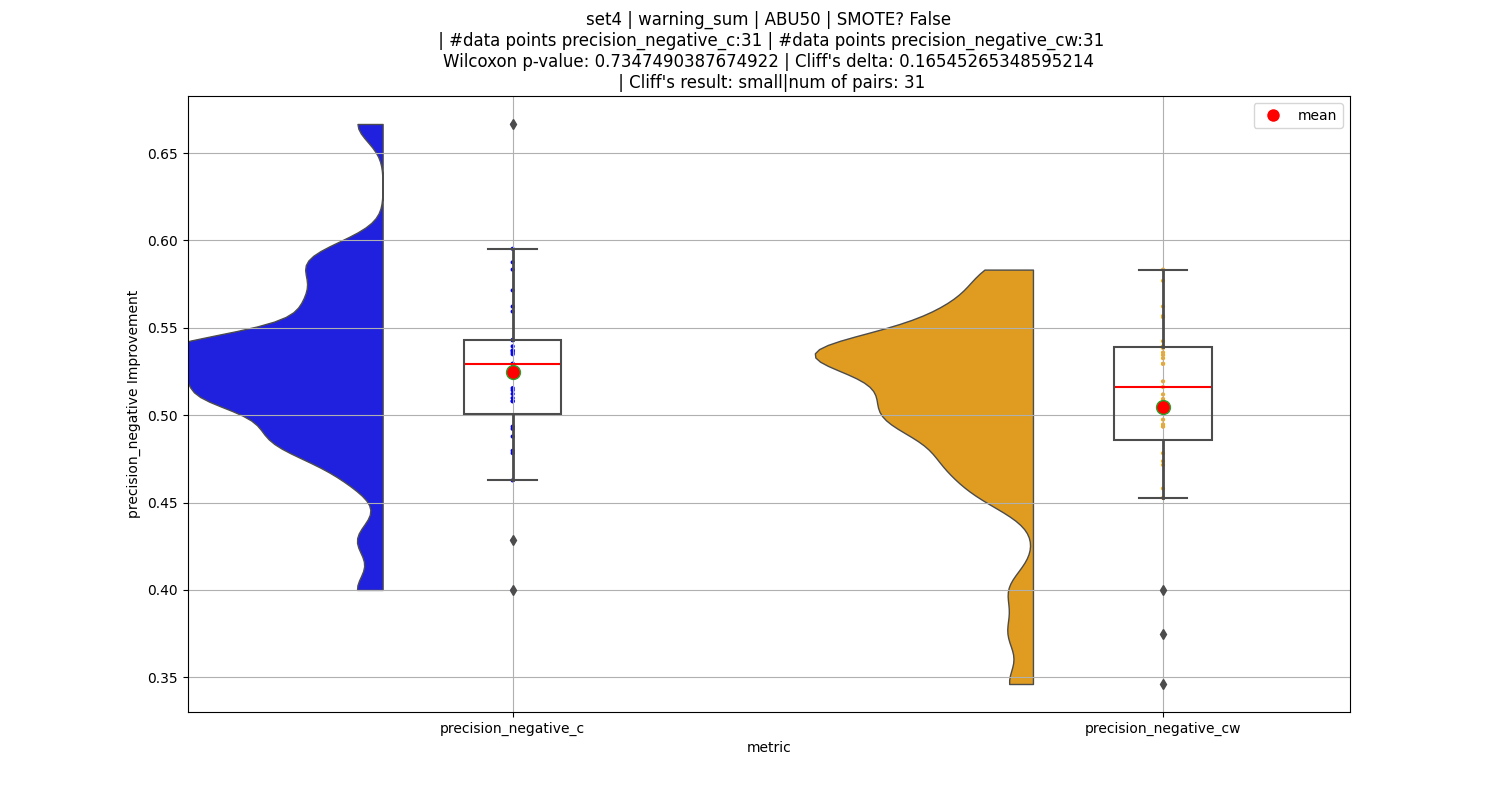 set4 | warning_sum | ABU50 | SMOTE? False
| #data points precision_negative_c:31 | #data points precision_negative_cw:31
Wilcoxon p-value: 0.7347490387674922 | Cliff's delta: 0.16545265348595214
| Cliff's result: small|num of pairs: 31
mean
0.65
0.60
0.55
0.50
0.45
0.40
0.35
precision_negative Improvement
precision_negative_c
precision_negative_cw
metric